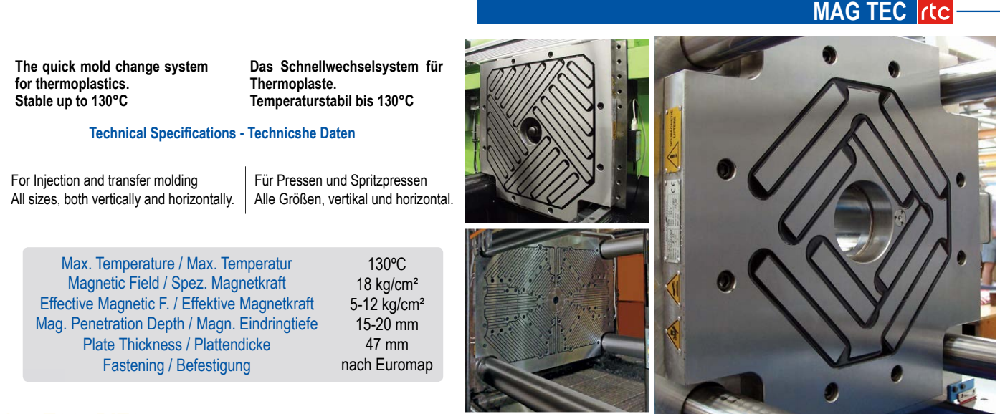 MAG TEC rtc
The quick mold change system
for thermoplastics.
Stable up to 130°C
Das Schnellwechselsystem für
Thermoplaste.
Temperaturstabil bis 130°C
Technical Specifications - Technicshe Daten
For Injection and transfer molding
All sizes, both vertically and horizontally.
Für Pressen und Spritzpressen
Alle Größen, vertikal und horizontal.
Max. Temperature / Max. Temperatur 130ºC
Magnetic Field / Spez. Magnetkraft 18 kg/cm²
Effective Magnetic F. / Effektive Magnetkraft 5-12 kg/cm²
Mag. Penetration Depth / Magn. Eindringtiefe 15-20 mm
Plate Thickness / Plattendicke 47 mm
Fastening / Befestigung nach Euromap